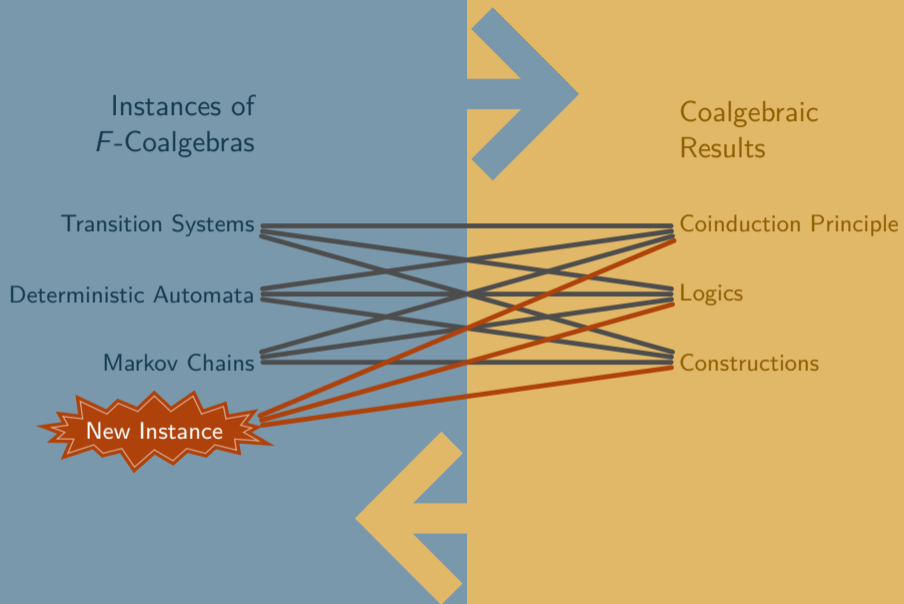 Instances of
F-Coalgebras
Transition Systems
Deterministic Automata
Markov Chains
New Instance
Coalgebraic
Results
Coinduction Principle
Logics
Constructions